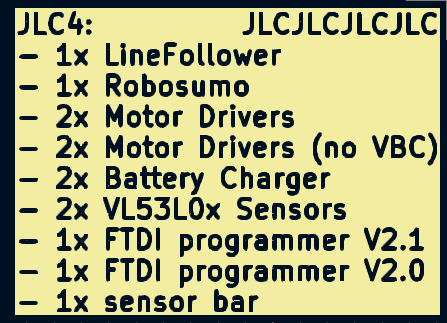 JLC4: JLCJLCJLCJLC
– 1x LineFollower
– 1x Robosumo
– 2x Motor Drivers
– 2x Motor Drivers (no VBC)
– 2x Battery Charger
– 2x VL53L0x Sensors
– 1x FTDI programmer V2.1
– 1x FTDI programmer V2.0
– 1x sensor bar